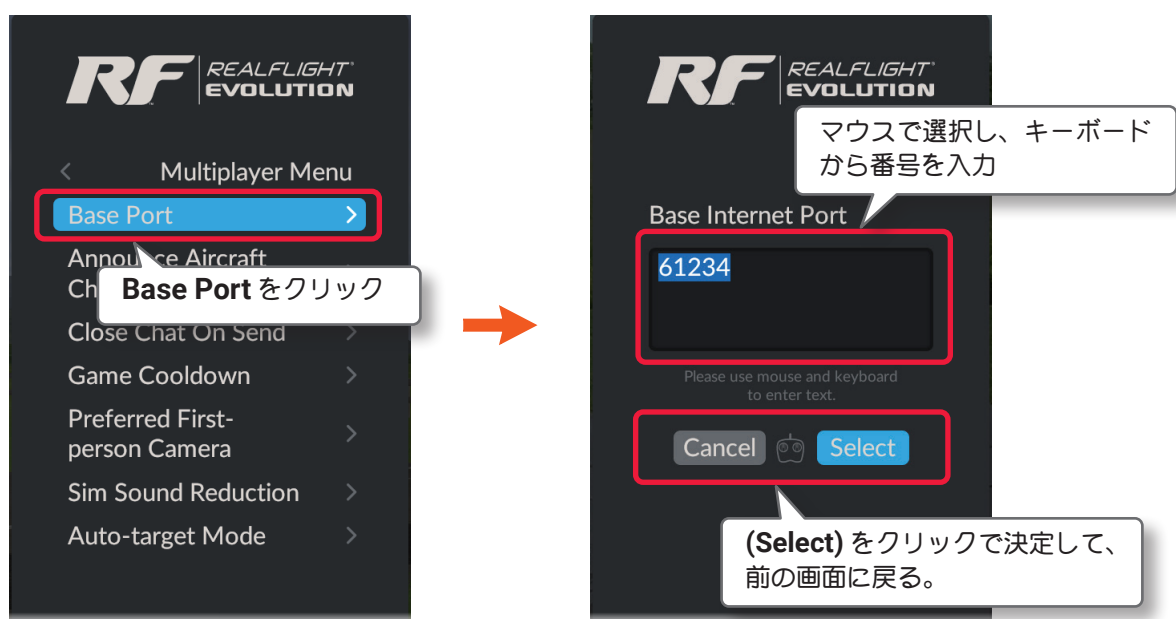 RF REALFLIGHT
EVOLUTION
Multiplayer Menu
Base Port
Announce Aircraft
Ch
Base Port をクリック
Close Chat On Send
Game Cooldown
Preferred First-
person Camera
Sim Sound Reduction
Auto-target Mode
RF REALFLIGHT
EVOLUTION
マウスで選択し、キーボード
から番号を入力
Base Internet Port
61234
Please use mouse and keyboard
to enter text.
Cancel Select
(Select) をクリックで決定して、
前の画面に戻る。